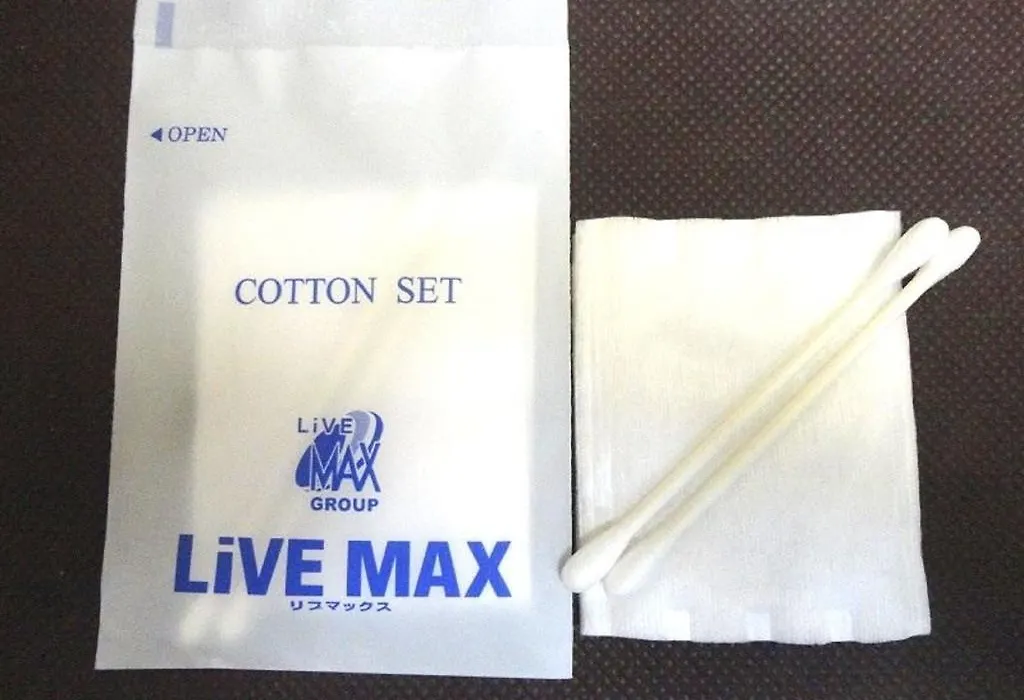 ◀OPEN
COTTON SET
LiVE
MAX
GROUP
LiVE MAX
リブマックス